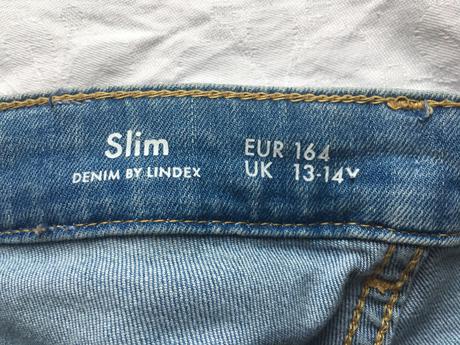 Slim
DENIM BY LINDEX
EUR 164
UK 13-14Y